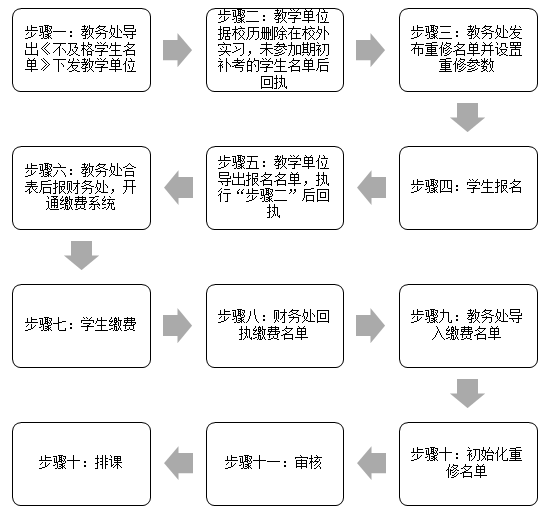 步骤一：教务处导
出《不及格学生名
单》下发教学单位
步骤二：教学单位
据校历删除在校外
实习，未参加期初
补考的学生名单后
回执
步骤三：教务处发
布重修名单并设置
重修参数
步骤四：学生报名
步骤五：教学单位
导出报名名单，执
行“步骤二”后回
执
步骤六：教务处合
表后报财务处，开
通缴费系统
步骤七：学生缴费
步骤八：财务处回
执缴费名单
步骤九：教务处导
入缴费名单
步骤十：初始化重
修名单
步骤十一：审核
步骤十：排课